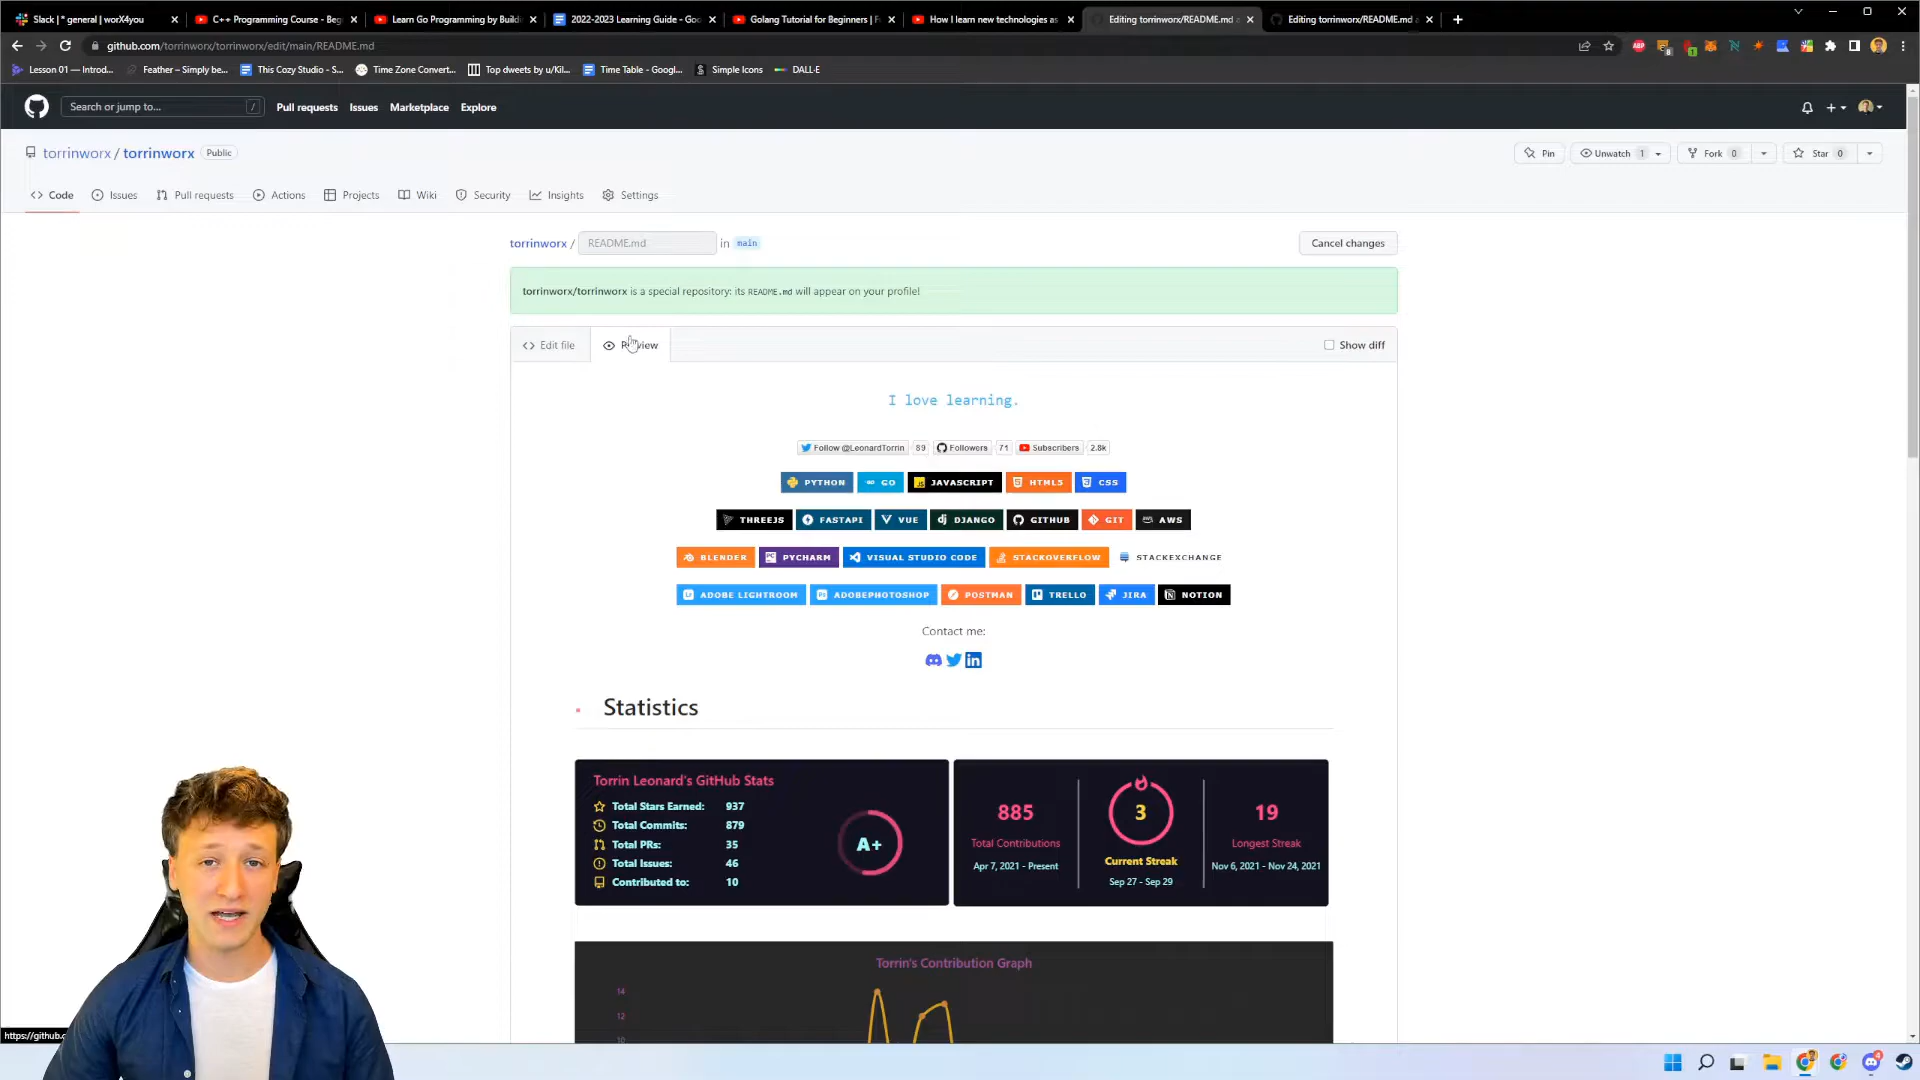 Slack | * general | worX4you
C++ Programming Course - Beg
Learn Go Programming by Buildi
2022-2023 Learning Guide - Goo
Golang Tutorial for Beginners | F
How I learn new technologies as
Editing torrinworx/README.md a
Editing torrinworx/README.md
github.com/torrinworx/torrinworx/edit/main/README.md
Lesson 01 — Introd...
Feather – Simply be...
This Cozy Studio - S...
Time Zone Convert...
Top dweets by u/Kil...
Time Table - Googl...
Simple Icons
DALL·E
Search or jump to...
/
Pull requests
Issues
Marketplace
Explore
torrinworx / torrinworx
Public
Pin
Unwatch 1
Fork 0
Star 0
Code
Issues
Pull requests
Actions
Projects
Wiki
Security
Insights
Settings
torrinworx / README.md in main
Cancel changes
torrinworx/torrinworx is a special repository: its README.md will appear on your profile!
Edit file
Show diff
I love learning.
Follow @LeonardTorrin 89 Followers 71 Subscribers 2.8k
PYTHON GO JAVASCRIPT HTML5 CSS
THREEJS FASTAPI VUE DJANGO GITHUB GIT AWS
BLENDER PYCHARM VISUAL STUDIO CODE STACKOVERFLOW STACKEXCHANGE
ADOBE LIGHTROOM ADOBEPHOTOSHOP POSTMAN TRELLO JIRA NOTION
Contact me:
Statistics
Torrin Leonard's GitHub Stats
Total Stars Earned: 937
Total Commits: 879
Total PRs: 35
Total Issues: 46
Contributed to: 10
A+
885
Total Contributions
Apr 7, 2021 - Present
3
Current Streak
Sep 27 - Sep 29
19
Longest Streak
Nov 6, 2021 - Nov 24, 2021
Torrin's Contribution Graph
14
12
10
https://github.c